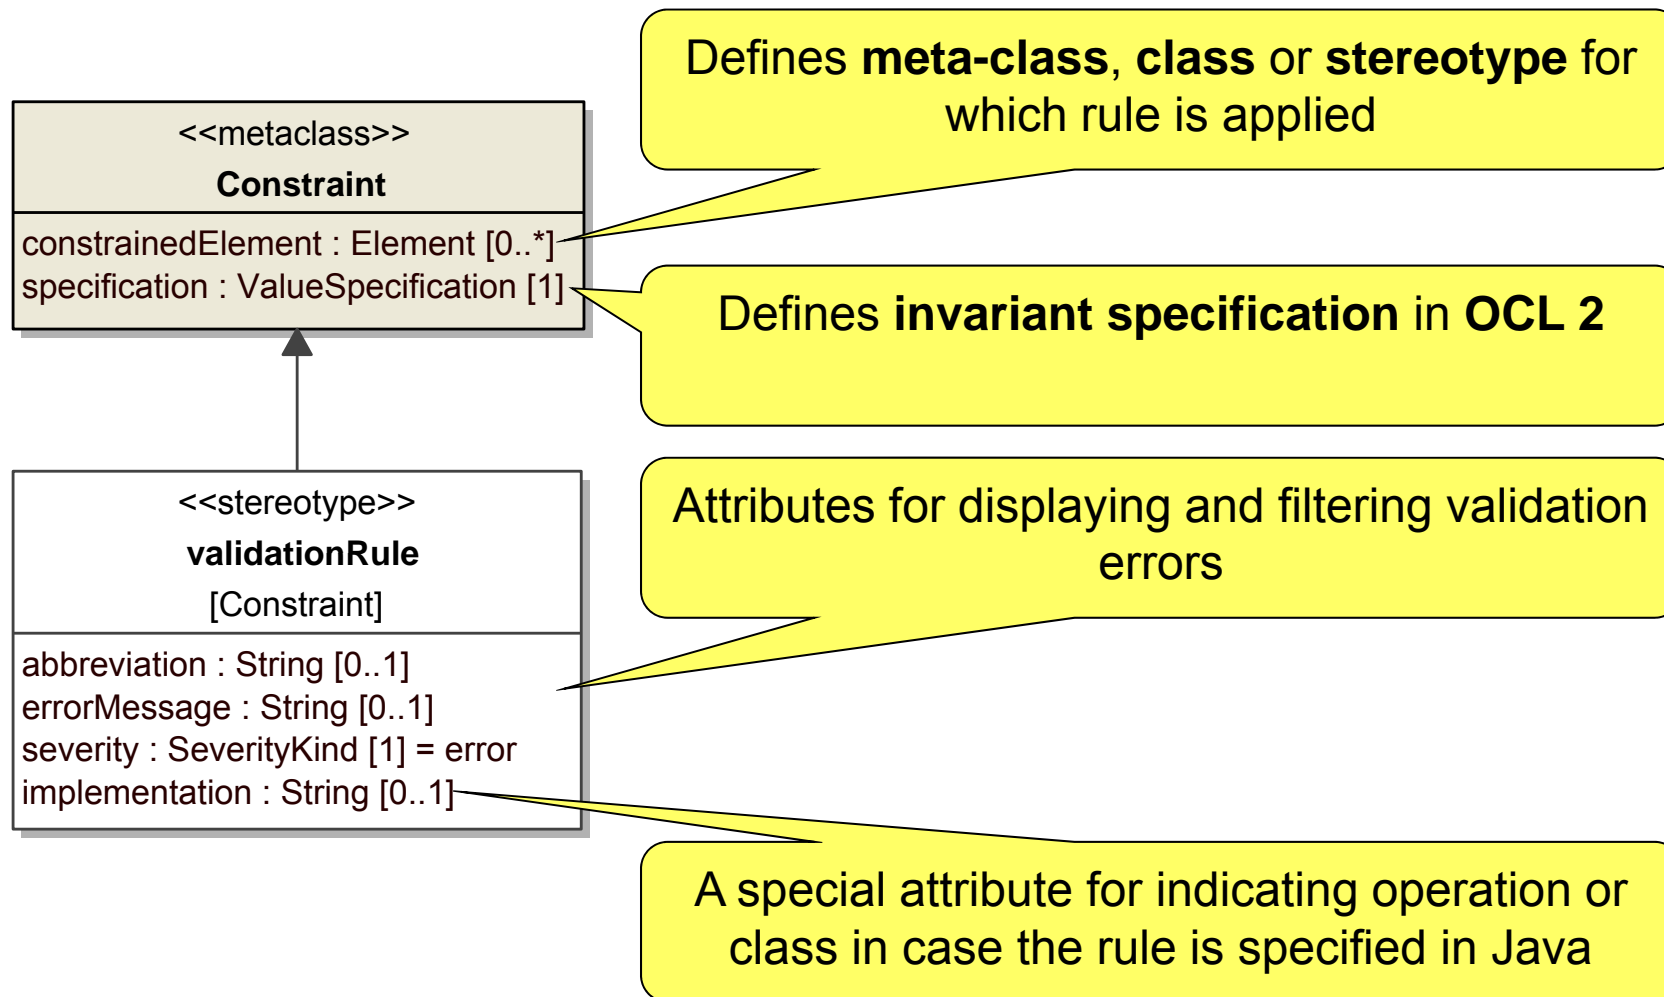 Defines meta-class, class or stereotype for
which rule is applied
<<metaclass>>
Constraint
constrainedElement : Element [0..*]
specification : ValueSpecification [1]
Defines invariant specification in OCL 2
<<stereotype>>
validationRule
[Constraint]
abbreviation : String [0..1]
errorMessage : String [0..1]
severity : SeverityKind [1] = error
implementation : String [0..1]
Attributes for displaying and filtering validation
errors
A special attribute for indicating operation or
class in case the rule is specified in Java